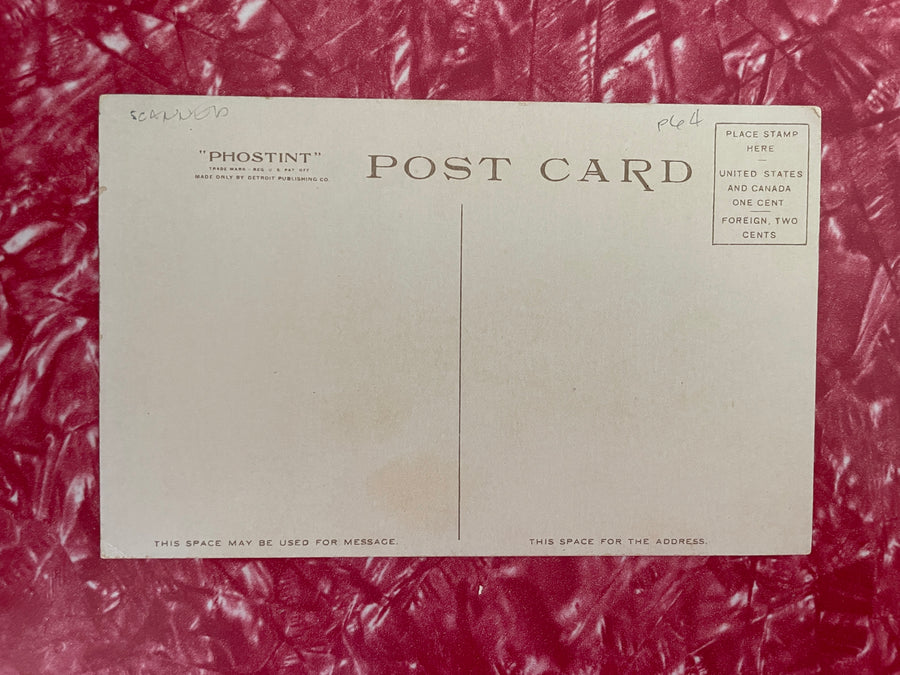 SCANNED
P64
"PHOSTINT"
TRADE MARK - REG. U. S. PAT. OFF
MADE ONLY BY DETROIT PUBLISHING CO.
POST CARD
PLACE STAMP
HERE
UNITED STATES
AND CANADA
ONE CENT
FOREIGN, TWO
CENTS
THIS SPACE MAY BE USED FOR MESSAGE.
THIS SPACE FOR THE ADDRESS.